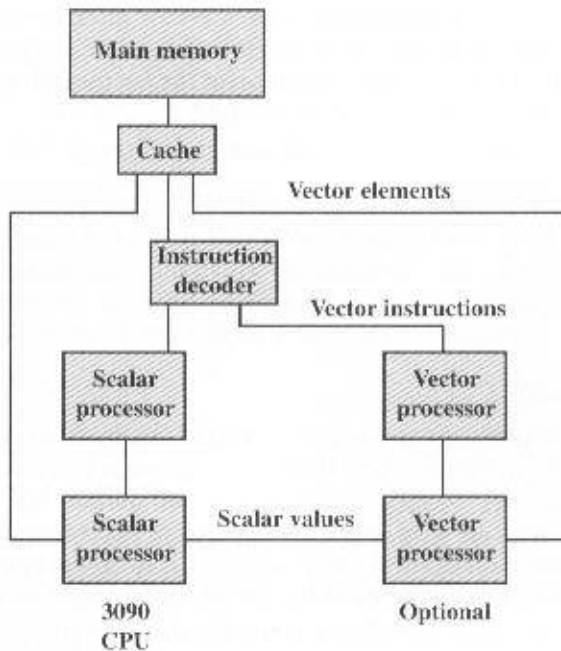 Main memory
Cache
Vector elements
Instruction
decoder
Vector instructions
Scalar
processor
Vector
processor
Scalar
processor
Scalar values
Vector
processor
3090
CPU
Optional